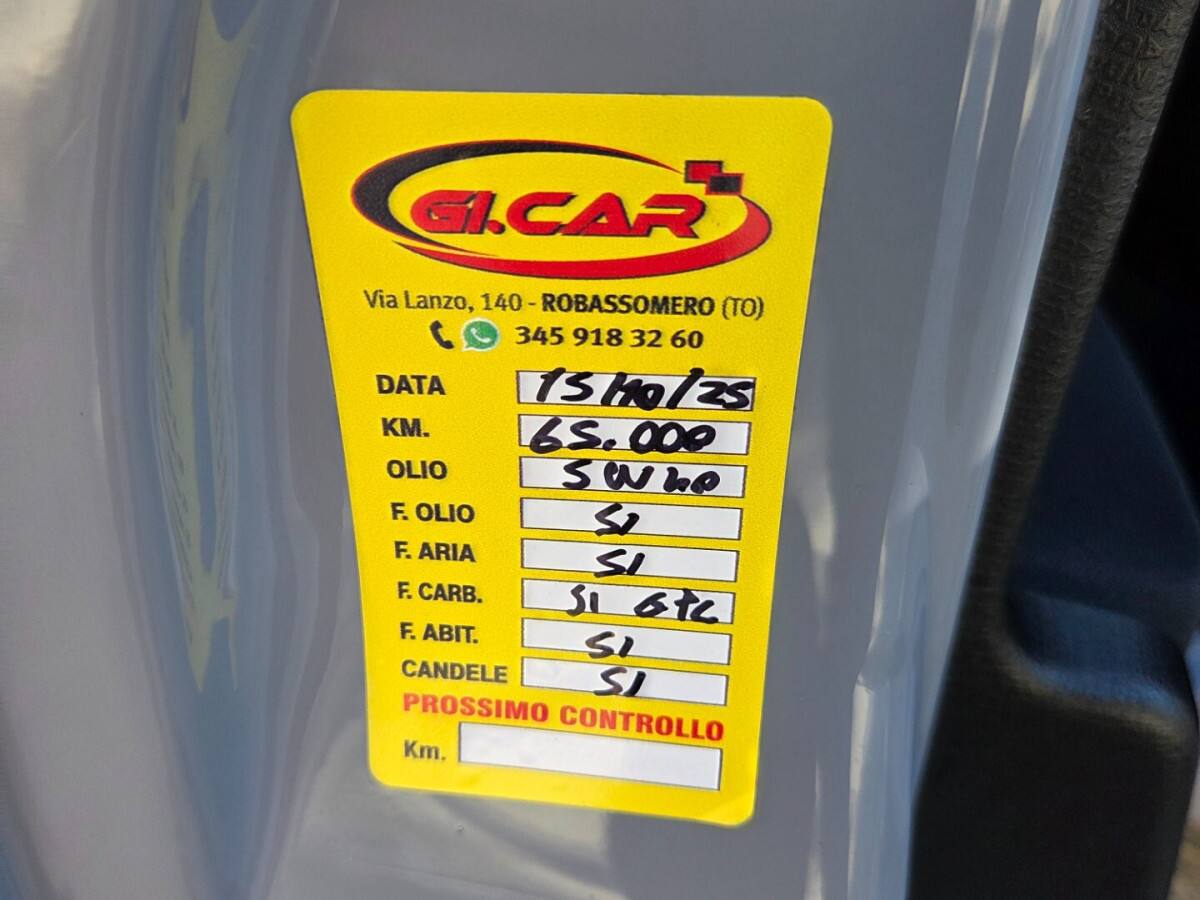 GI.CAR
Via Lanzo, 140 - ROBASSOMERO (TO)
345 918 32 60
DATA 15/10/25
KM. 65.000
OLIO 5W40
F. OLIO SI
F. ARIA SI
F. CARB. SI GPL
F. ABIT. SI
CANDELE SI
PROSSIMO CONTROLLO
Km.